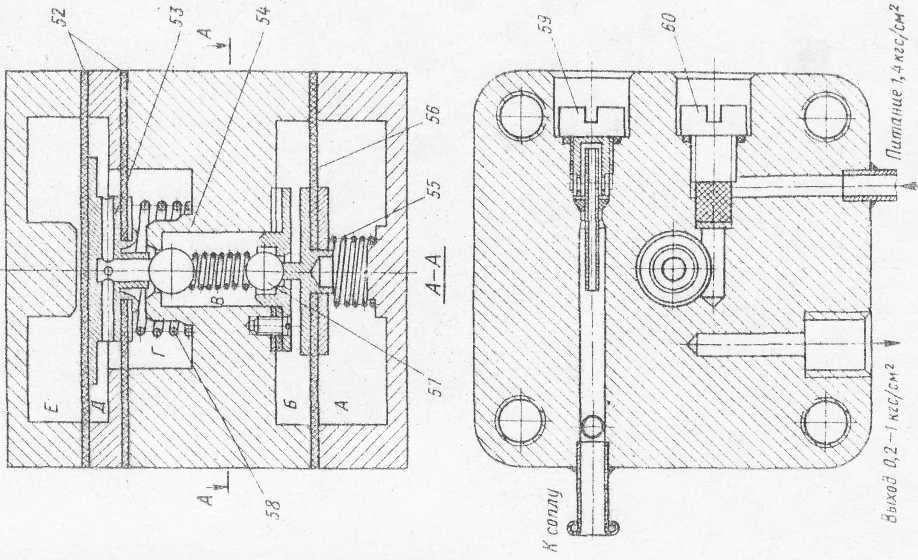 52
53
А
54
56
55
А–А
57
58
А
Е
Д
Г
В
Б
А
59
60
К соплу
Выход 0,2–1 кгс/см²
Питание 1,4 кгс/см²